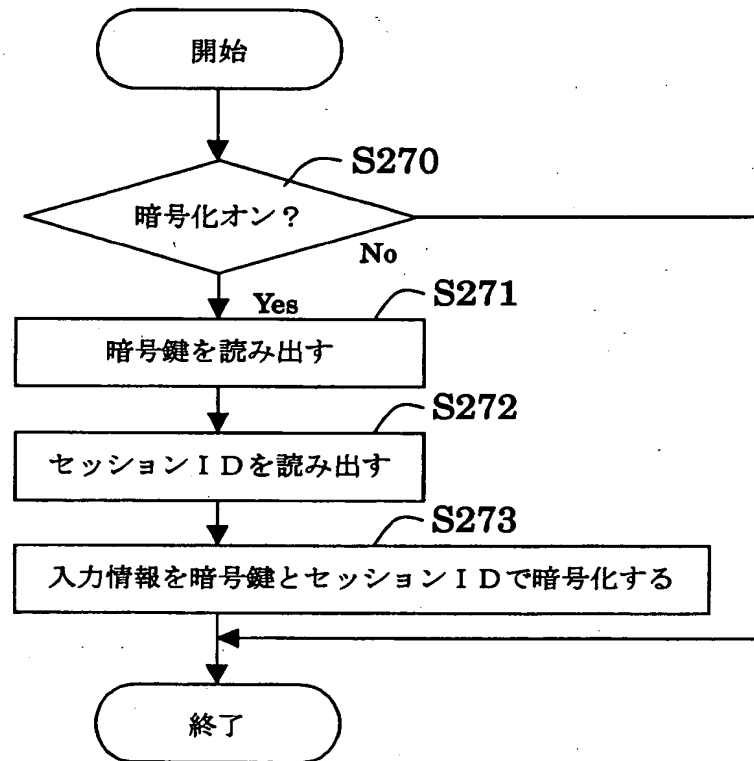 開始
S270
暗号化オン？
No
Yes
S271
暗号鍵を読み出す
S272
セッションＩＤを読み出す
S273
入力情報を暗号鍵とセッションＩＤで暗号化する
終了